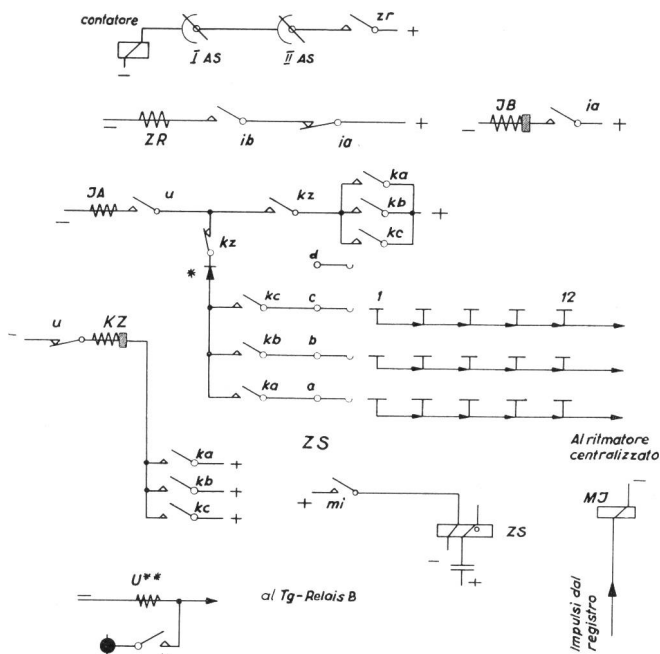 contatore
zr
+
I AS
II AS
−
JB
ia
− ZR ib ia +
− +
ka
JA u kz kb +
− kc
kz
d
*
kc c 1 12
u KZ
−
kb b
ka a
ZS
Al ritmatore
centralizzato
ka +
kb +
kc +
+ mi
MJ −
ZS
−
+
U**
−
al Tg-Relais B
Impulsi dal
registro